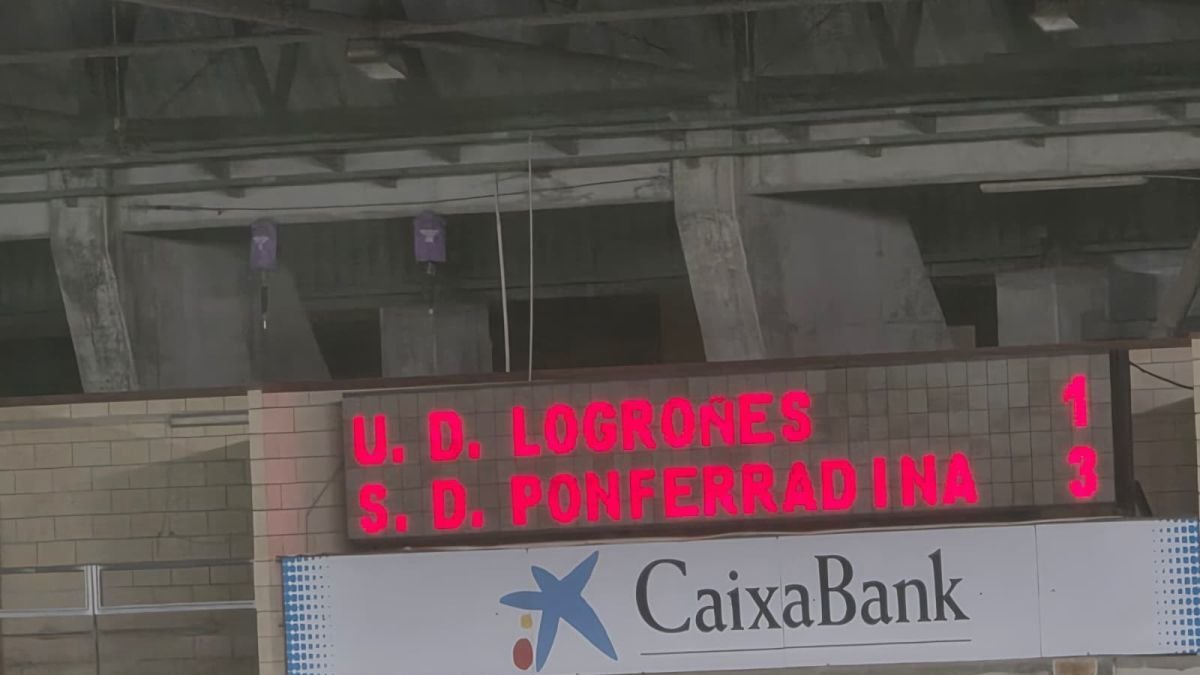 U. D. LOGROÑES 1
S. D. PONFERRADINA 3
CaixaBank